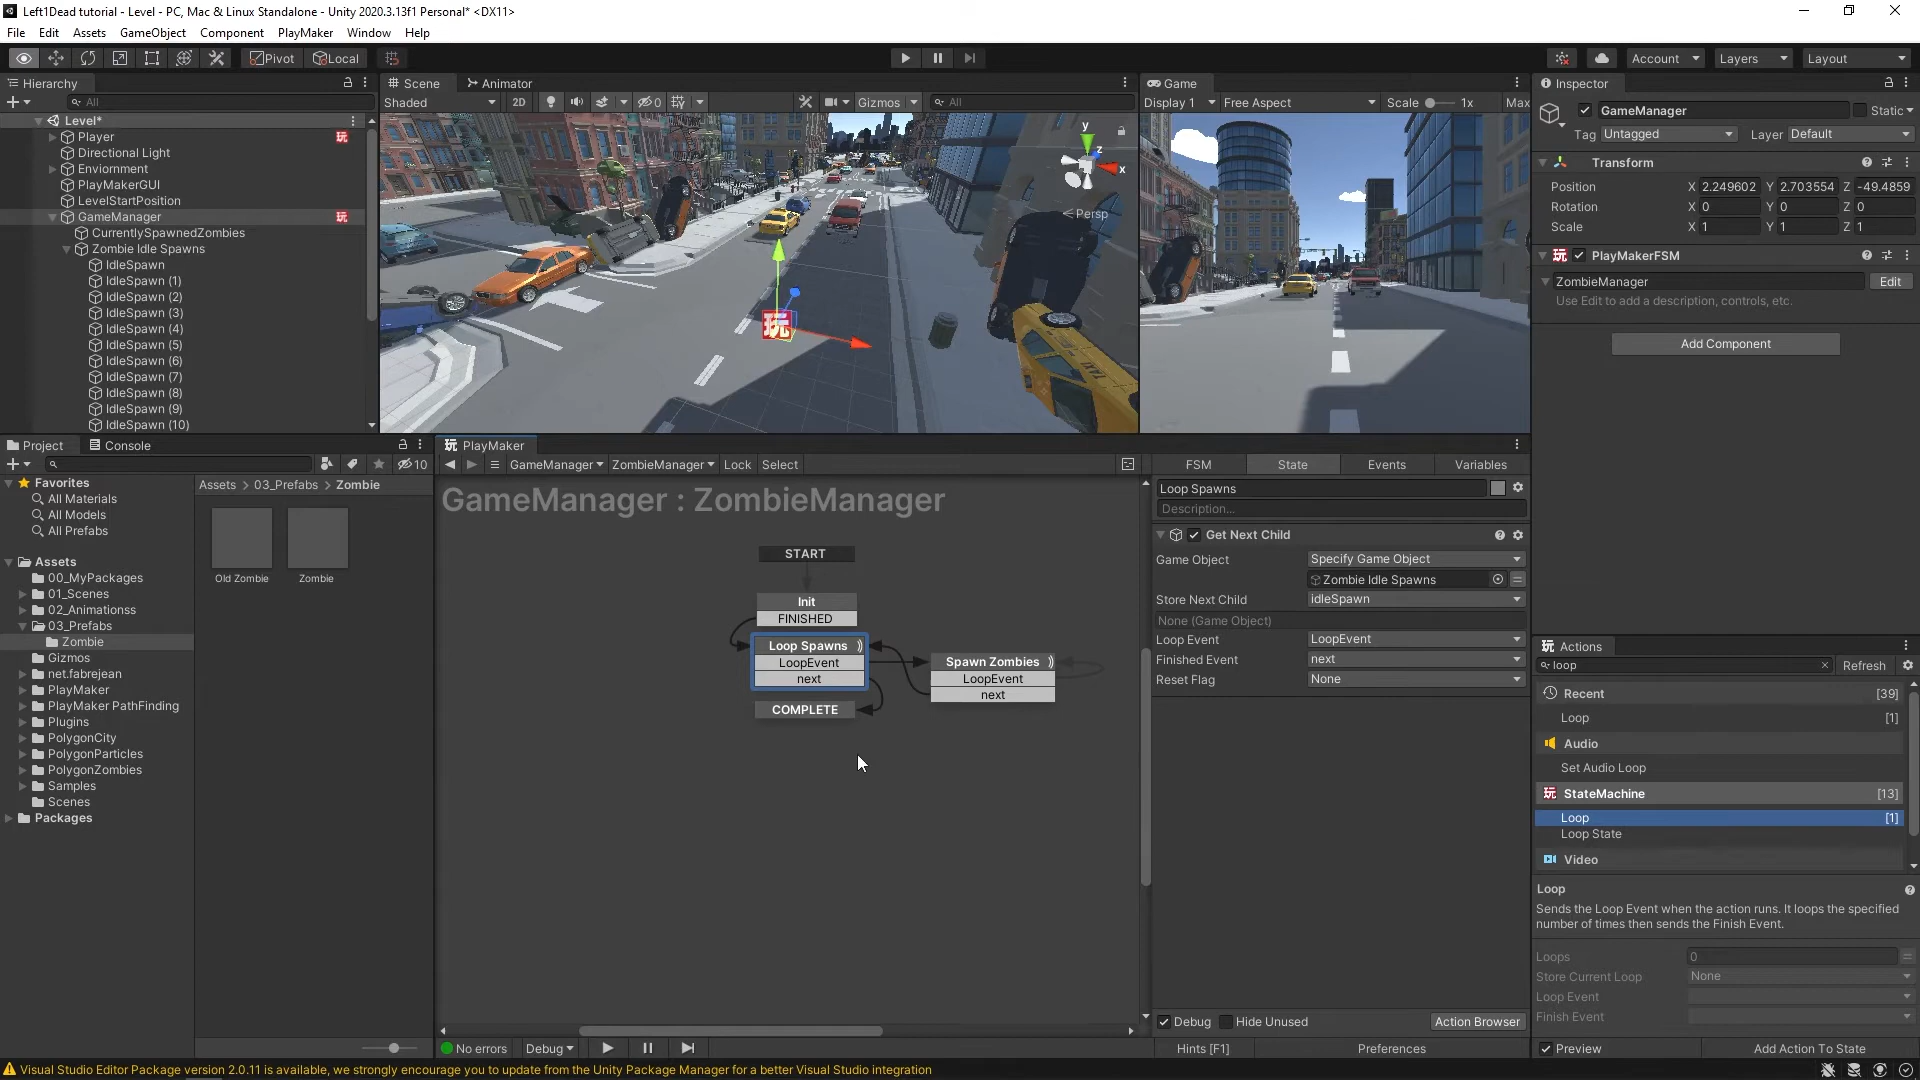 Left1Dead tutorial - Level - PC, Mac & Linux Standalone - Unity 2020.3.13f1 Personal* <DX11>
File Edit Assets GameObject Component PlayMaker Window Help
Pivot Local Account Layers Layout
Hierarchy
All
Level*
Player
Directional Light
Enviornment
PlayMakerGUI
LevelStartPosition
GameManager
CurrentlySpawnedZombies
Zombie Idle Spawns
IdleSpawn
IdleSpawn (1)
IdleSpawn (2)
IdleSpawn (3)
IdleSpawn (4)
IdleSpawn (5)
IdleSpawn (6)
IdleSpawn (7)
IdleSpawn (8)
IdleSpawn (9)
IdleSpawn (10)
Scene Animator
Shaded 2D 0 Gizmos All
y
z
x
Persp
玩
Game
Display 1 Free Aspect Scale 1x Max
Inspector
GameManager Static
Tag Untagged Layer Default
Transform
Position X 2.249602 Y 2.703554 Z -49.4859
Rotation X 0 Y 0 Z 0
Scale X 1 Y 1 Z 1
PlayMakerFSM
ZombieManager Edit
Use Edit to add a description, controls, etc.
Add Component
Project Console
10
Favorites
All Materials
All Models
All Prefabs
Assets
00_MyPackages
01_Scenes
02_Animationss
03_Prefabs
Zombie
Gizmos
net.fabrejean
PlayMaker
PlayMaker PathFinding
Plugins
PolygonCity
PolygonParticles
PolygonZombies
Samples
Scenes
Packages
Assets > 03_Prefabs > Zombie
Old Zombie Zombie
PlayMaker
GameManager ZombieManager Lock Select
GameManager : ZombieManager
START
Init
FINISHED
Loop Spawns
LoopEvent
next
COMPLETE
Spawn Zombies
LoopEvent
next
FSM State Events Variables
Loop Spawns
Description...
Get Next Child
Game Object Specify Game Object
Zombie Idle Spawns
Store Next Child idleSpawn
None (Game Object)
Loop Event LoopEvent
Finished Event next
Reset Flag None
Debug Hide Unused Action Browser
No errors Debug Hints [F1] Preferences
Actions
loop Refresh
Recent [39]
Loop [1]
Audio
Set Audio Loop
StateMachine [13]
Loop [1]
Loop State
Video
Loop
Sends the Loop Event when the action runs. It loops the specified
number of times then sends the Finish Event.
Loops 0
Store Current Loop None
Loop Event
Finish Event
Preview Add Action To State
Visual Studio Editor Package version 2.0.11 is available, we strongly encourage you to update from the Unity Package Manager for a better Visual Studio integration